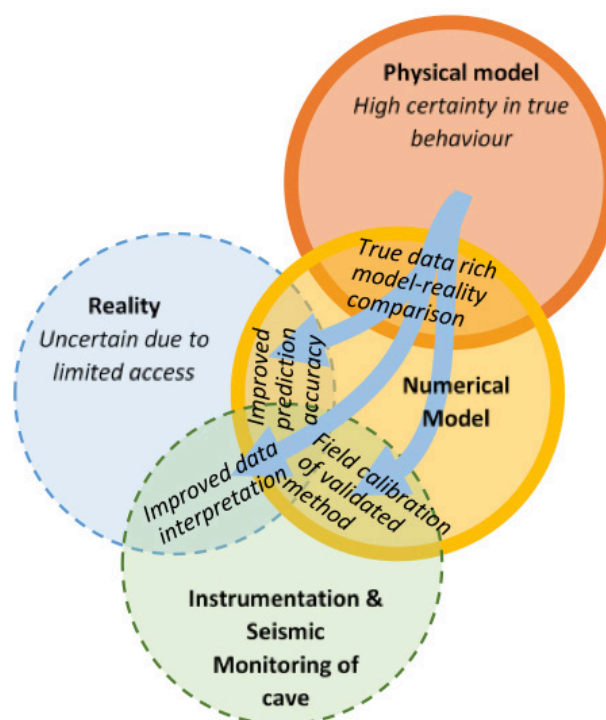 Physical model
High certainty in true
behaviour
True data rich
model-reality
comparison
Reality
Uncertain due to
limited access
Improved
prediction
accuracy
Numerical
Model
Improved data
interpretation
Field calibration
of validated
method
Instrumentation &
Seismic
Monitoring of
cave